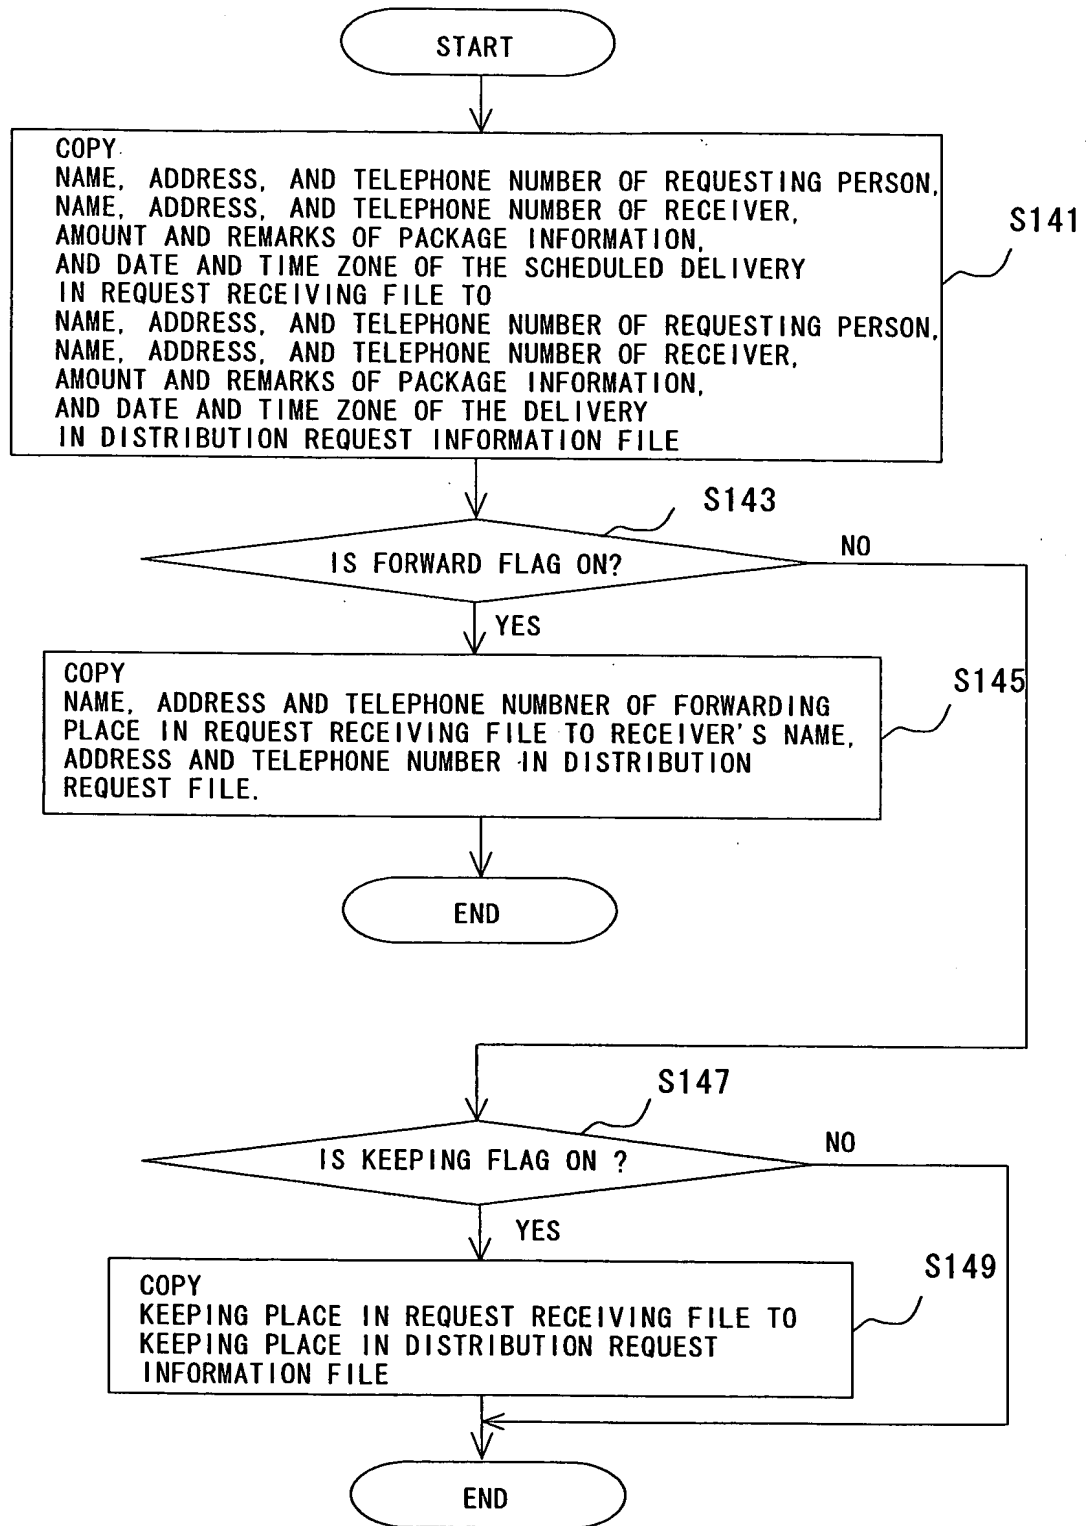 START
COPY
NAME, ADDRESS, AND TELEPHONE NUMBER OF REQUESTING PERSON,
NAME, ADDRESS, AND TELEPHONE NUMBER OF RECEIVER,
AMOUNT AND REMARKS OF PACKAGE INFORMATION,
AND DATE AND TIME ZONE OF THE SCHEDULED DELIVERY
IN REQUEST RECEIVING FILE TO
NAME, ADDRESS, AND TELEPHONE NUMBER OF REQUESTING PERSON,
NAME, ADDRESS, AND TELEPHONE NUMBER OF RECEIVER,
AMOUNT AND REMARKS OF PACKAGE INFORMATION,
AND DATE AND TIME ZONE OF THE DELIVERY
IN DISTRIBUTION REQUEST INFORMATION FILE
S141
S143
IS FORWARD FLAG ON?
NO
YES
COPY
NAME, ADDRESS AND TELEPHONE NUMBNER OF FORWARDING
PLACE IN REQUEST RECEIVING FILE TO RECEIVER'S NAME,
ADDRESS AND TELEPHONE NUMBER IN DISTRIBUTION
REQUEST FILE.
S145
END
S147
IS KEEPING FLAG ON ?
NO
YES
COPY
KEEPING PLACE IN REQUEST RECEIVING FILE TO
KEEPING PLACE IN DISTRIBUTION REQUEST
INFORMATION FILE
S149
END